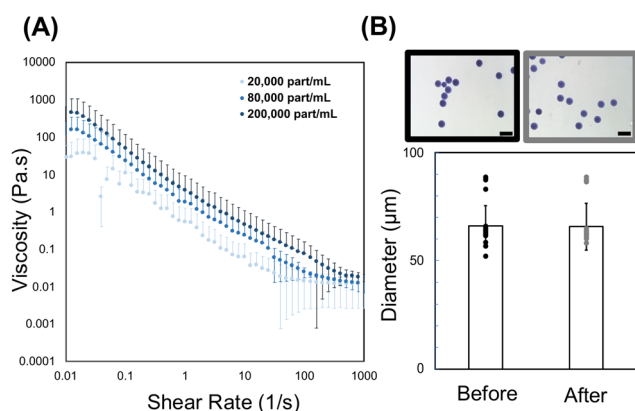 (A)
20,000 part/mL
80,000 part/mL
200,000 part/mL
10000
1000
100
10
1
0.1
0.01
0.001
0.0001
Viscosity (Pa.s)
0.01
0.1
1
10
100
1000
Shear Rate (1/s)
(B)
100
50
0
Diameter (μm)
Before
After